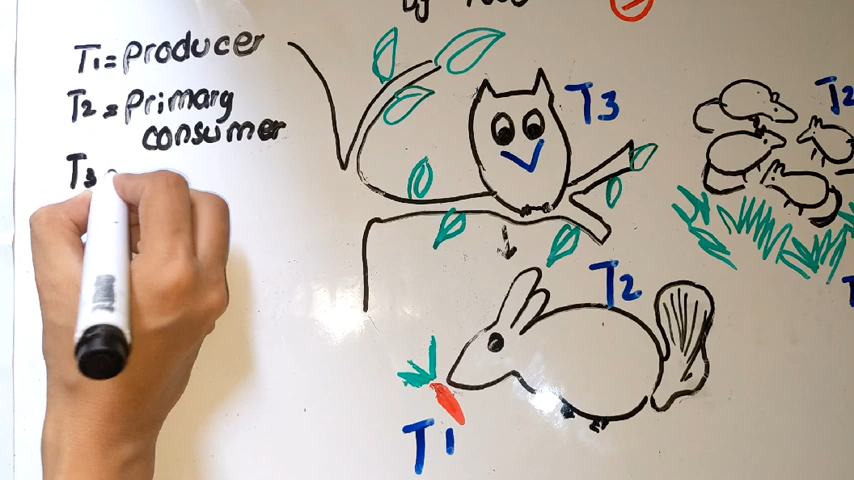 T1 = Producer
T2 = Primary
consumer
T3
T3
T2
T2
T1